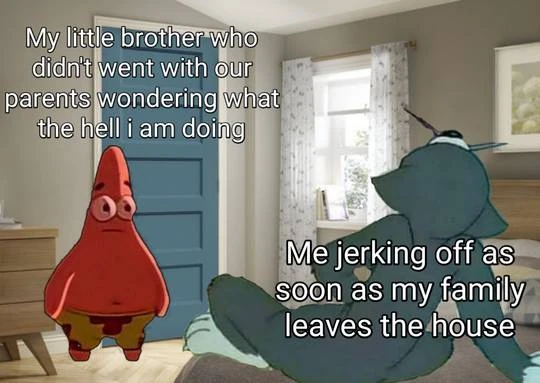 My little brother who
didn't went with our
parents wondering what
the hell i am doing
Me jerking off as
soon as my family
leaves the house